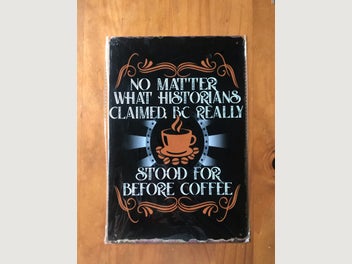 NO MATTER
WHAT HISTORIANS
CLAIMED, BC REALLY
STOOD FOR
BEFORE COFFEE